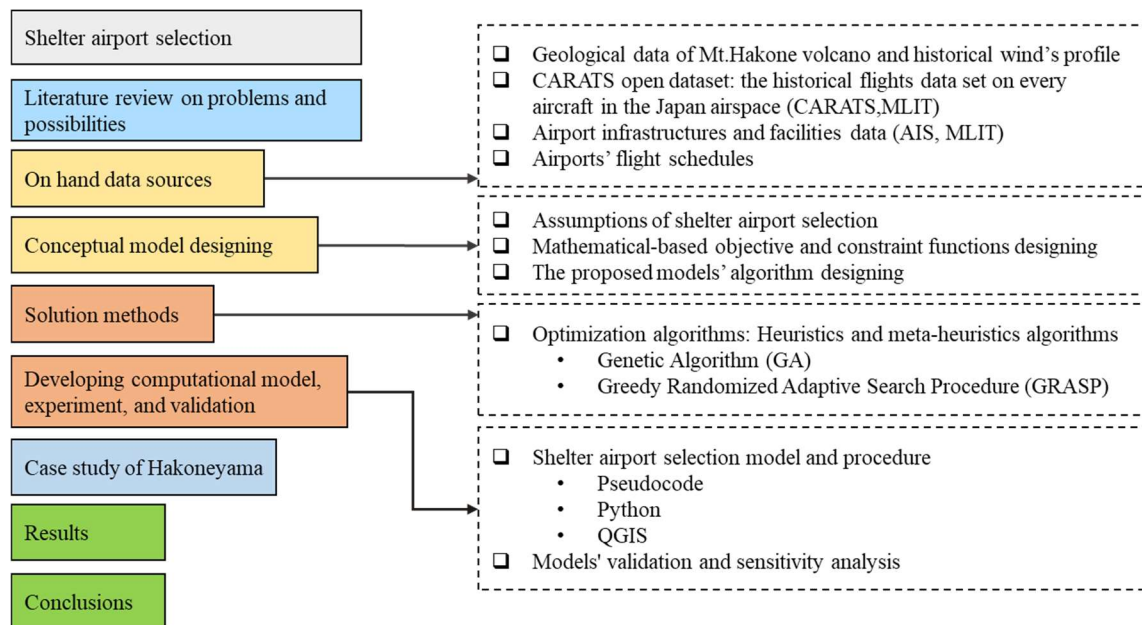 Shelter airport selection
Literature review on problems and
possibilities
On hand data sources
Conceptual model designing
Solution methods
Developing computational model,
experiment, and validation
Case study of Hakoneyama
Results
Conclusions
❑ Geological data of Mt.Hakone volcano and historical wind’s profile
❑ CARATS open dataset: the historical flights data set on every
aircraft in the Japan airspace (CARATS,MLIT)
❑ Airport infrastructures and facilities data (AIS, MLIT)
❑ Airports’ flight schedules
❑ Assumptions of shelter airport selection
❑ Mathematical-based objective and constraint functions designing
❑ The proposed models’ algorithm designing
❑ Optimization algorithms: Heuristics and meta-heuristics algorithms
• Genetic Algorithm (GA)
• Greedy Randomized Adaptive Search Procedure (GRASP)
❑ Shelter airport selection model and procedure
• Pseudocode
• Python
• QGIS
❑ Models' validation and sensitivity analysis